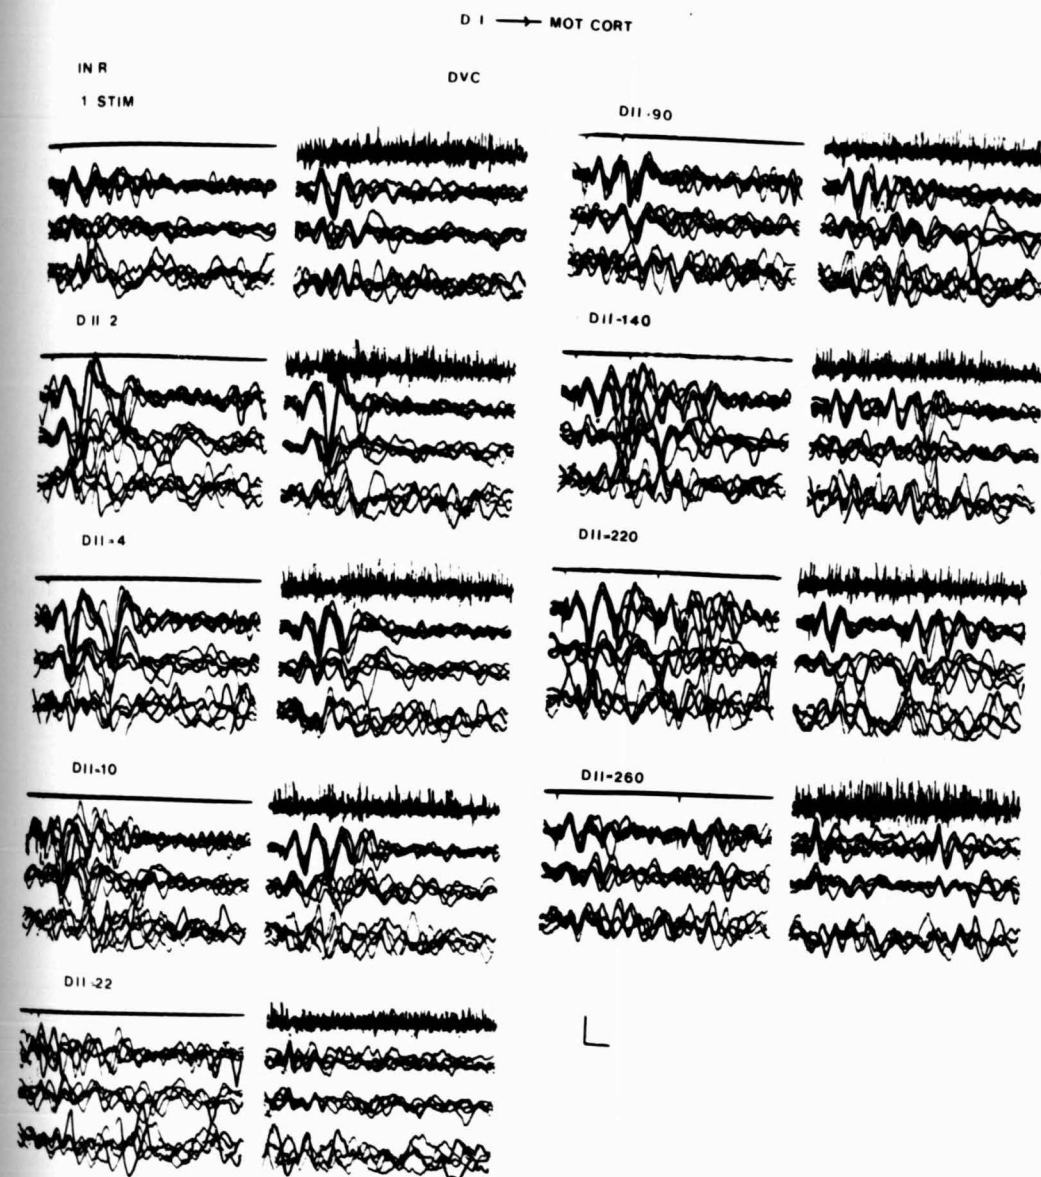 D I → MOT CORT
IN R
1 STIM
DVC
DII-90
D II 2
DII-140
DII-4
DII-220
DII-10
DII-260
DII-22